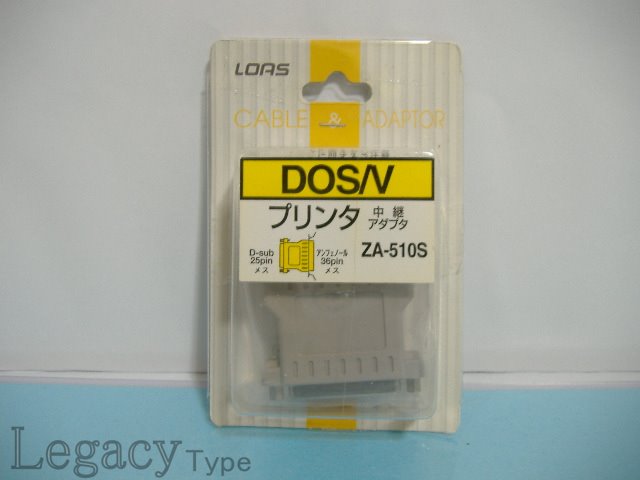 LOAS
CABLE & ADAPTOR
DOS/V
プリンタ 中継
アダプタ
D-sub
25pin
メス
アンフェノール
36pin
メス
ZA-510S
Legacy Type